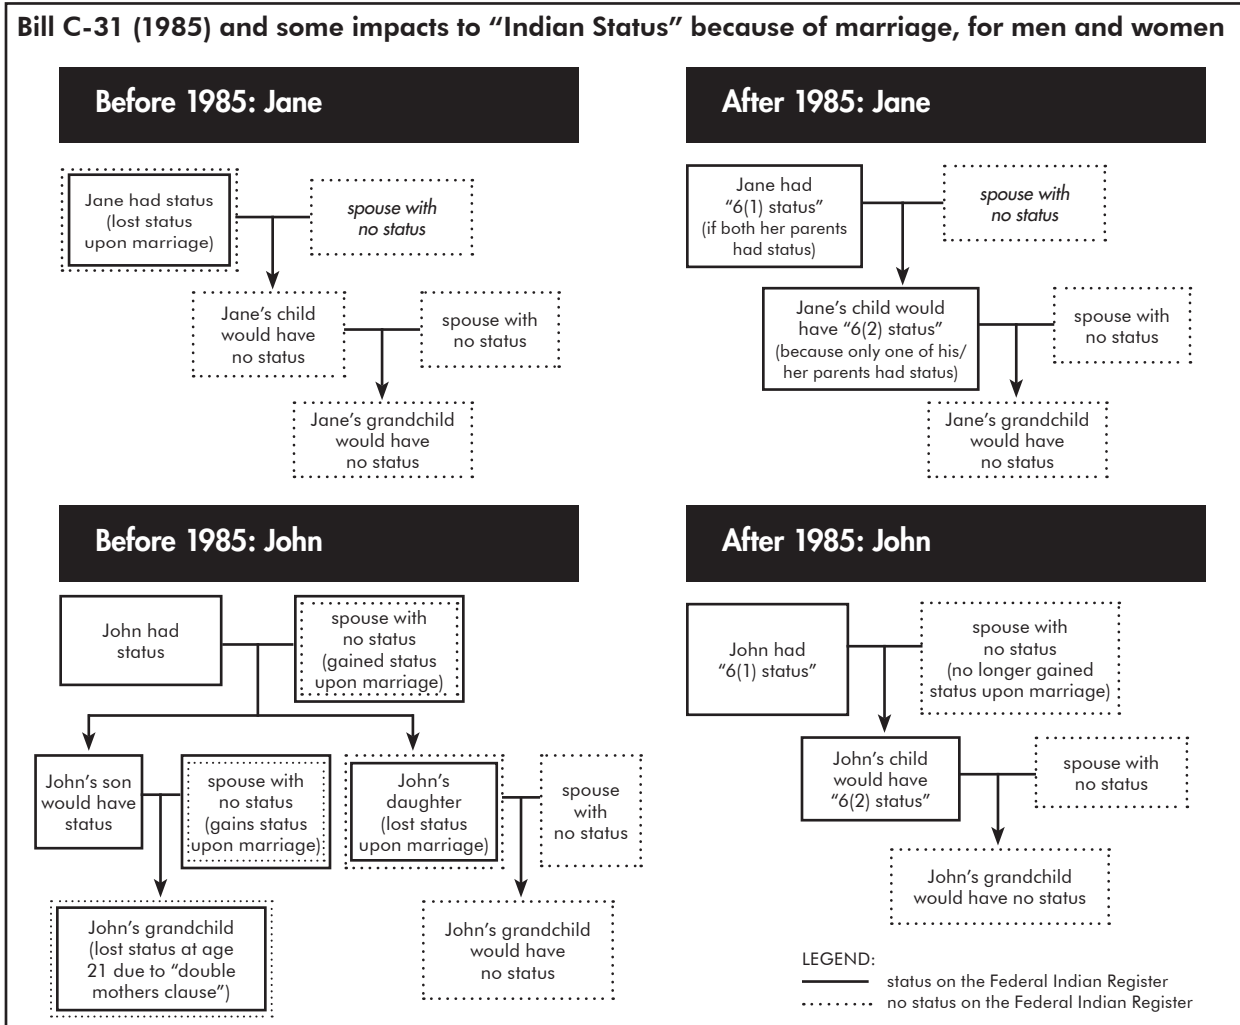 Bill C-31 (1985) and some impacts to “Indian Status” because of marriage, for men and women
Before 1985: Jane
Jane had status
(lost status
upon marriage)
spouse with
no status
Jane’s child
would have
no status
spouse with
no status
Jane’s grandchild
would have
no status
After 1985: Jane
Jane had
“6(1) status”
(if both her parents
had status)
spouse with
no status
Jane’s child would
have “6(2) status”
(because only one of his/
her parents had status)
spouse with
no status
Jane’s grandchild
would have
no status
Before 1985: John
John had
status
spouse with
no status
(gained status
upon marriage)
John’s son
would have
status
spouse with
no status
(gains status
upon marriage)
John’s
daughter
(lost status
upon marriage)
spouse
with
no status
John’s grandchild
(lost status at age
21 due to “double
mothers clause”)
John’s grandchild
would have
no status
After 1985: John
John had
“6(1) status”
spouse with
no status
(no longer gained
status upon marriage)
John’s child
would have
“6(2) status”
spouse with
no status
John’s grandchild
would have no status
LEGEND:
status on the Federal Indian Register
no status on the Federal Indian Register